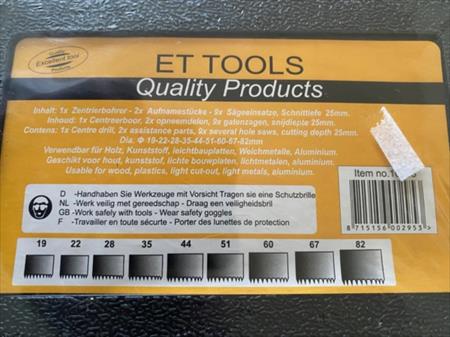 Quality
Excellent tool
Products
ET TOOLS
Quality Products
Inhalt: 1x Zentrierbohrer - 2x Aufnamestücke - 9x Sägeeinsatze, Schnittiefe 25mm.
Inhoud: 1x Centreerboor, 2x opneemdelen, 9x gatenzagen, snijdiepte 25mm.
Contens: 1x Centre drill, 2x assistance parts, 9x several hole saws, cutting depth 25mm.
Dia. Φ 19-22-28-35-44-51-60-67-82mm
Verwendbar für Holz, Kunststoff, leichtbauplatten, Weichmetalle, Aluminium.
Geschikt voor hout, kunststof, lichte bouwplaten, lichtmetalen, aluminium.
Usable for wood, plastics, light cut-out, light metals, aluminium.
Item no.
D -Handhaben Sie Werkzeuge mit Vorsicht Tragen sie eine Schutzbrille
NL -Werk veilig met gereedschap - Draag een veiligheidsbril
GB -Work safely with tools - Wear safety goggles
F -Travailler en toute sécurite - Porter des lunettes de protection
8 715156 002953 >
19 22 28 35 44 51 60 67 82